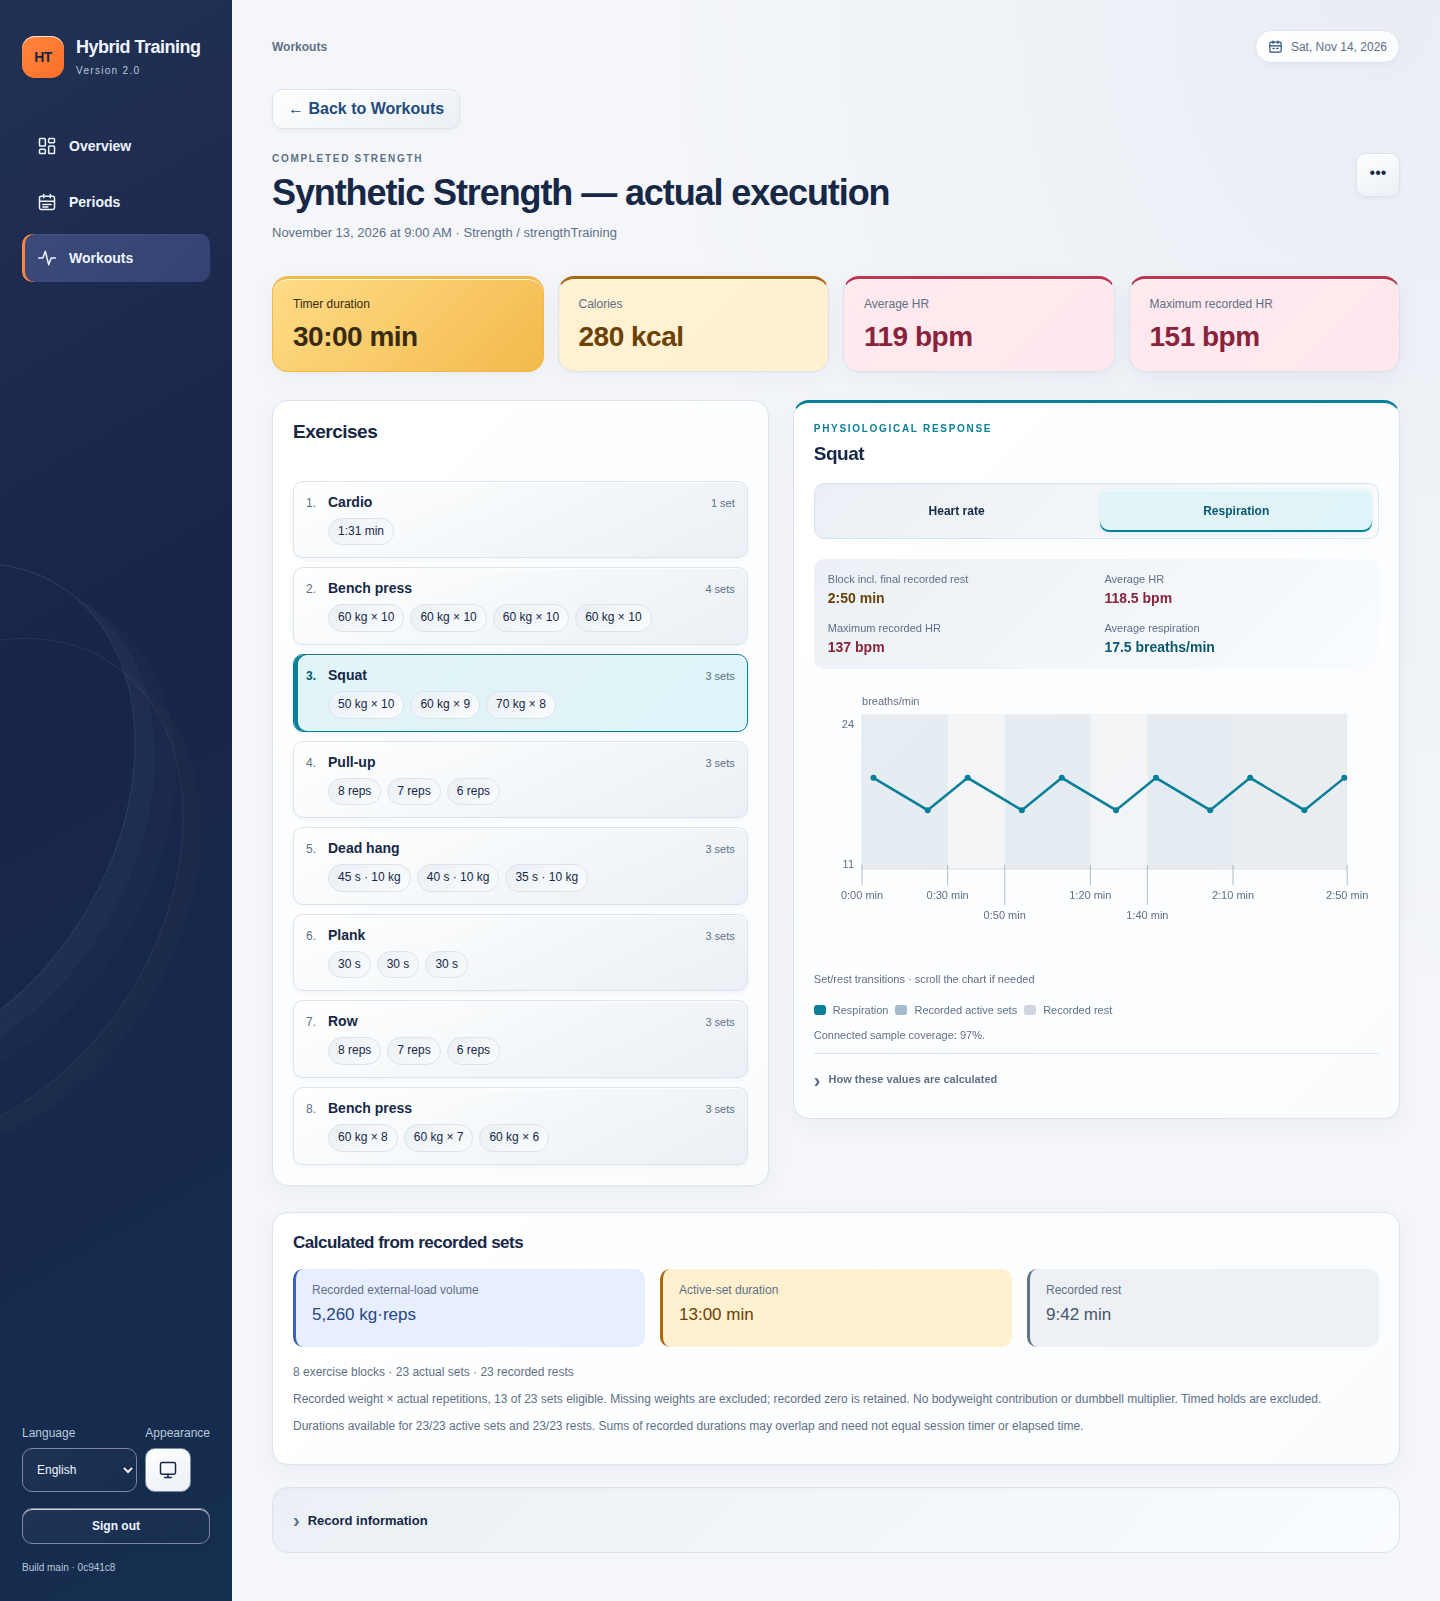 HT
Hybrid Training
Version 2.0
Overview
Periods
Workouts
Language
Appearance
English
Sign out
Build main · 0c941c8
Workouts
Sat, Nov 14, 2026
← Back to Workouts
COMPLETED STRENGTH
Synthetic Strength — actual execution
•••
November 13, 2026 at 9:00 AM · Strength / strengthTraining
Timer duration
30:00 min
Calories
280 kcal
Average HR
119 bpm
Maximum recorded HR
151 bpm
Exercises
1. Cardio 1 set
1:31 min
2. Bench press 4 sets
60 kg × 10 60 kg × 10 60 kg × 10 60 kg × 10
3. Squat 3 sets
50 kg × 10 60 kg × 9 70 kg × 8
4. Pull-up 3 sets
8 reps 7 reps 6 reps
5. Dead hang 3 sets
45 s · 10 kg 40 s · 10 kg 35 s · 10 kg
6. Plank 3 sets
30 s 30 s 30 s
7. Row 3 sets
8 reps 7 reps 6 reps
8. Bench press 3 sets
60 kg × 8 60 kg × 7 60 kg × 6
PHYSIOLOGICAL RESPONSE
Squat
Heart rate Respiration
Block incl. final recorded rest
2:50 min
Average HR
118.5 bpm
Maximum recorded HR
137 bpm
Average respiration
17.5 breaths/min
breaths/min
24
11
0:00 min 0:30 min 1:20 min 2:10 min 2:50 min
0:50 min 1:40 min
Set/rest transitions · scroll the chart if needed
Respiration Recorded active sets Recorded rest
Connected sample coverage: 97%.
› How these values are calculated
Calculated from recorded sets
Recorded external-load volume
5,260 kg·reps
Active-set duration
13:00 min
Recorded rest
9:42 min
8 exercise blocks · 23 actual sets · 23 recorded rests
Recorded weight × actual repetitions, 13 of 23 sets eligible. Missing weights are excluded; recorded zero is retained. No bodyweight contribution or dumbbell multiplier. Timed holds are excluded.
Durations available for 23/23 active sets and 23/23 rests. Sums of recorded durations may overlap and need not equal session timer or elapsed time.
› Record information